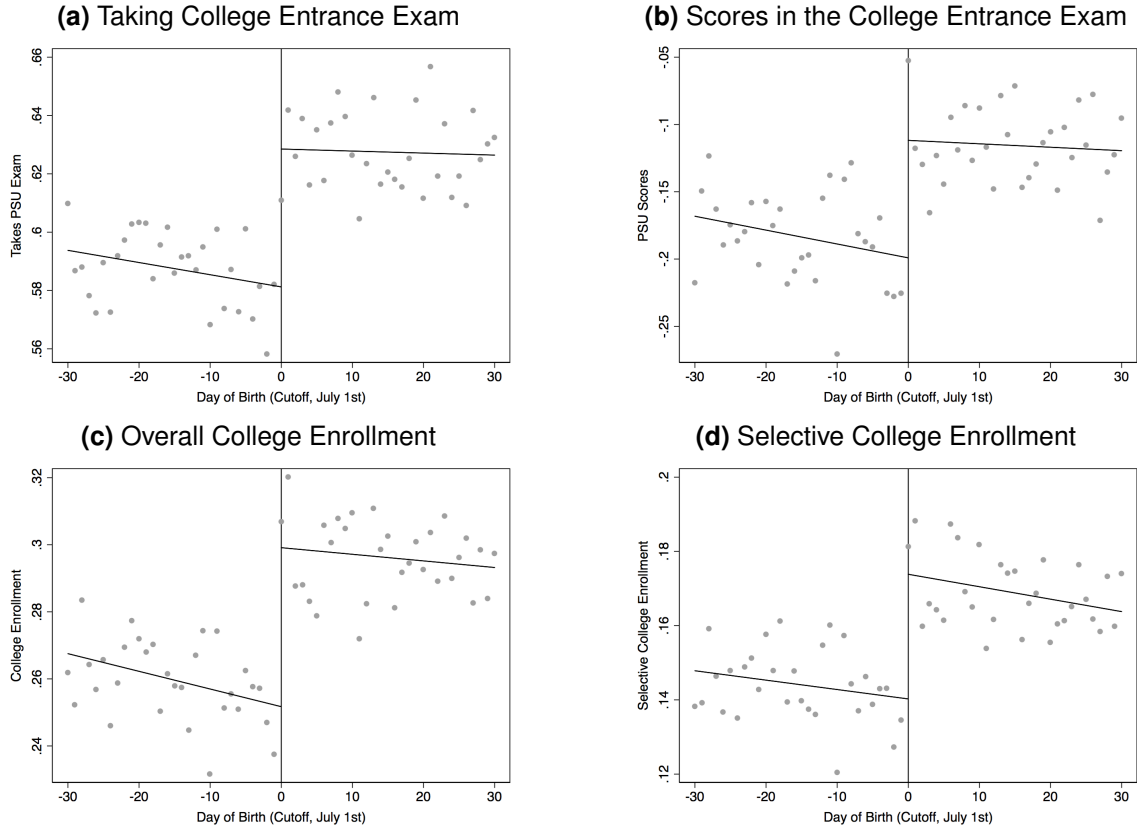 (a) Taking College Entrance Exam
Takes PSU Exam
.66
.64
.62
.6
.58
.56
-30 -20 -10 0 10 20 30
Day of Birth (Cutoff, July 1st)
(b) Scores in the College Entrance Exam
PSU Scores
-.05
-.1
-.15
-.2
-.25
-30 -20 -10 0 10 20 30
Day of Birth (Cutoff, July 1st)
(c) Overall College Enrollment
College Enrollment
.32
.3
.28
.26
.24
-30 -20 -10 0 10 20 30
Day of Birth (Cutoff, July 1st)
(d) Selective College Enrollment
Selective College Enrollment
.2
.18
.16
.14
.12
-30 -20 -10 0 10 20 30
Day of Birth (Cutoff, July 1st)